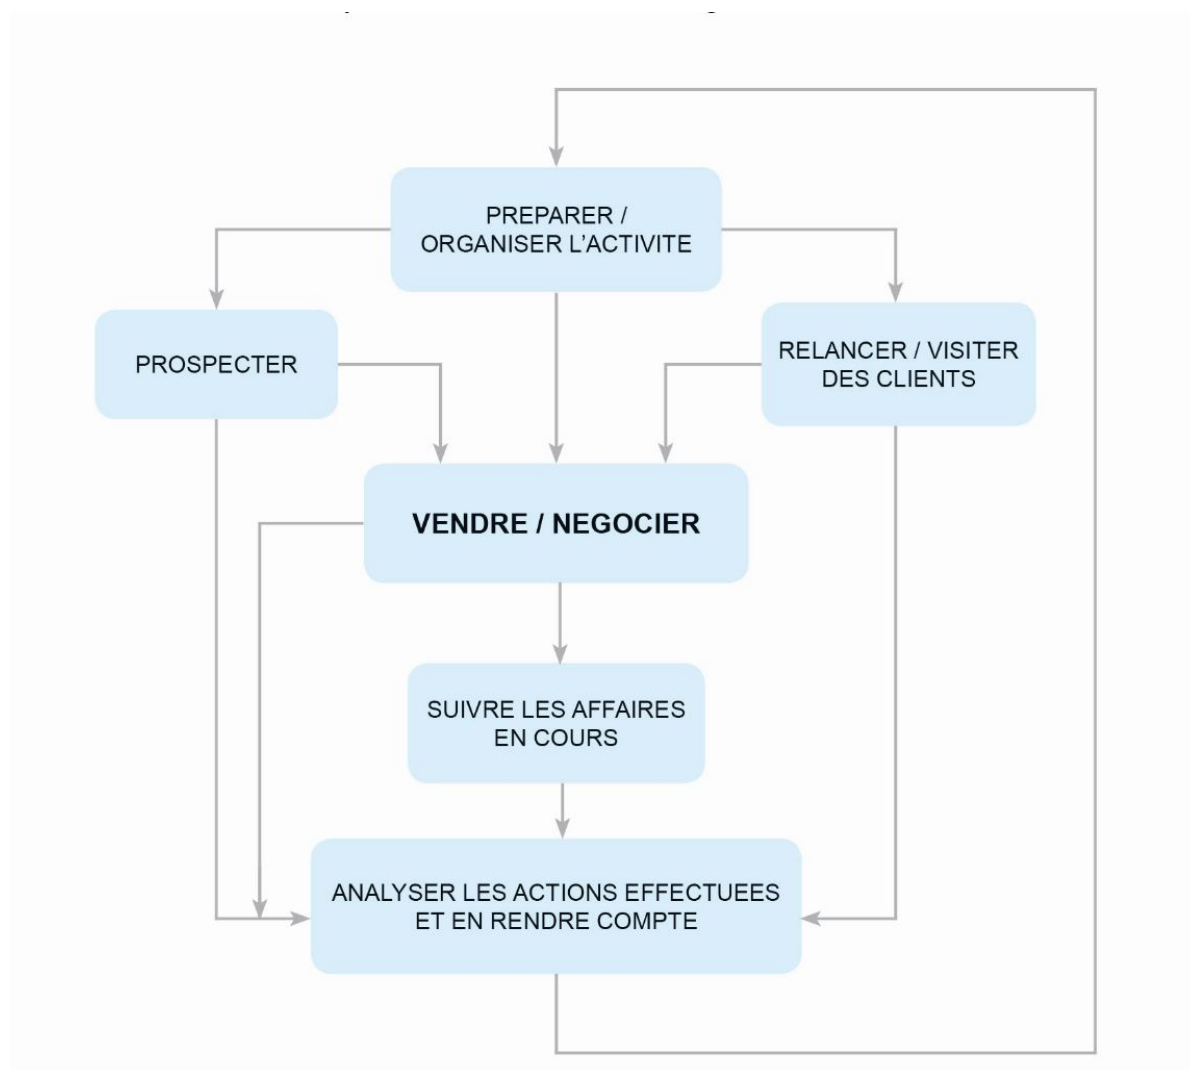 PREPARER /
ORGANISER L'ACTIVITE
PROSPECTER
RELANCER / VISITER
DES CLIENTS
VENDRE / NEGOCIER
SUIVRE LES AFFAIRES
EN COURS
ANALYSER LES ACTIONS EFFECTUEES
ET EN RENDRE COMPTE